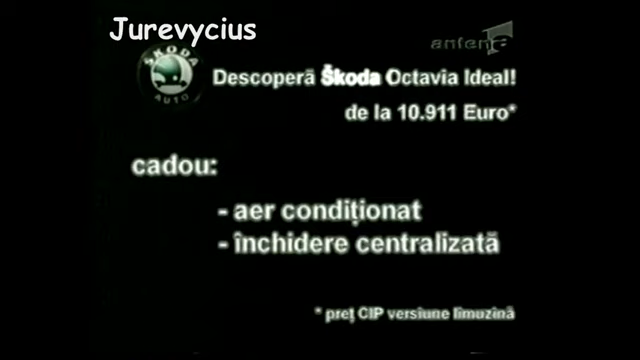 Jurevycius
antena 1
ŠKODA
AUTO
Descoperă Škoda Octavia Ideal!
de la 10.911 Euro*
cadou:
- aer condiționat
- închidere centralizată
* preț CIP versiune limuzină